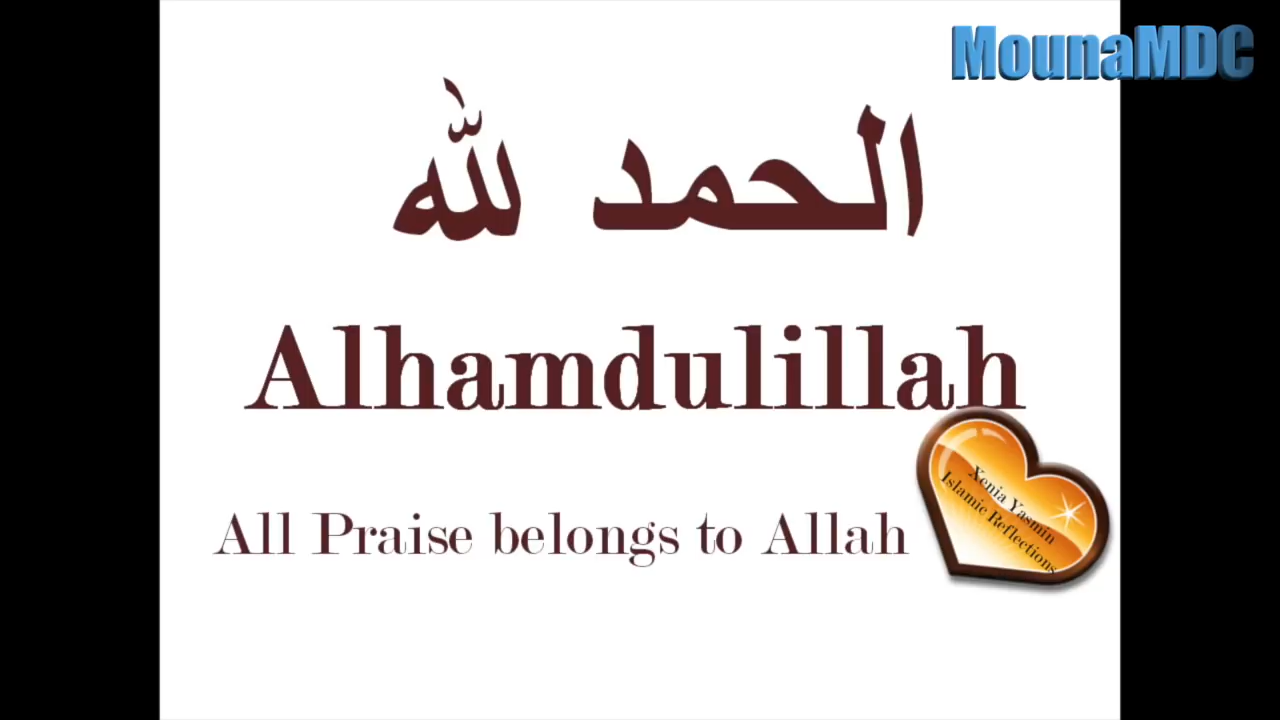 MounaMDC
الحمد لله
Alhamdulillah
All Praise belongs to Allah
Xenia Yasmin
Islamic Reflections